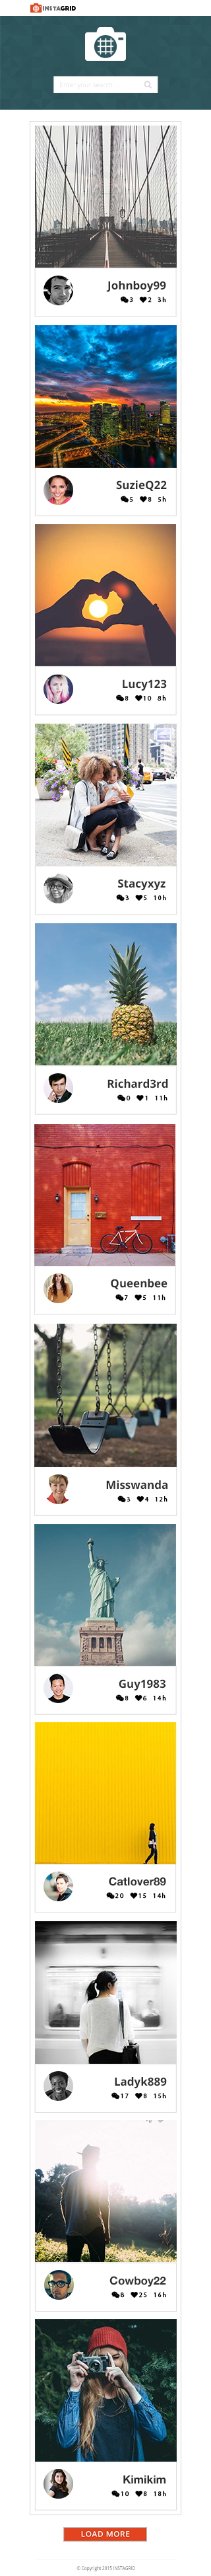 INSTAGRID
Enter your search...
Johnboy99
3 2 3h
SuzieQ22
5 8 5h
Lucy123
8 10 8h
Stacyxyz
3 5 10h
Richard3rd
0 1 11h
Queenbee
7 5 11h
Misswanda
3 4 12h
Guy1983
8 6 14h
Catlover89
20 15 14h
Ladyk889
17 8 15h
Cowboy22
8 25 16h
Kimikim
10 8 18h
LOAD MORE
© Copyright 2015 INSTAGRID